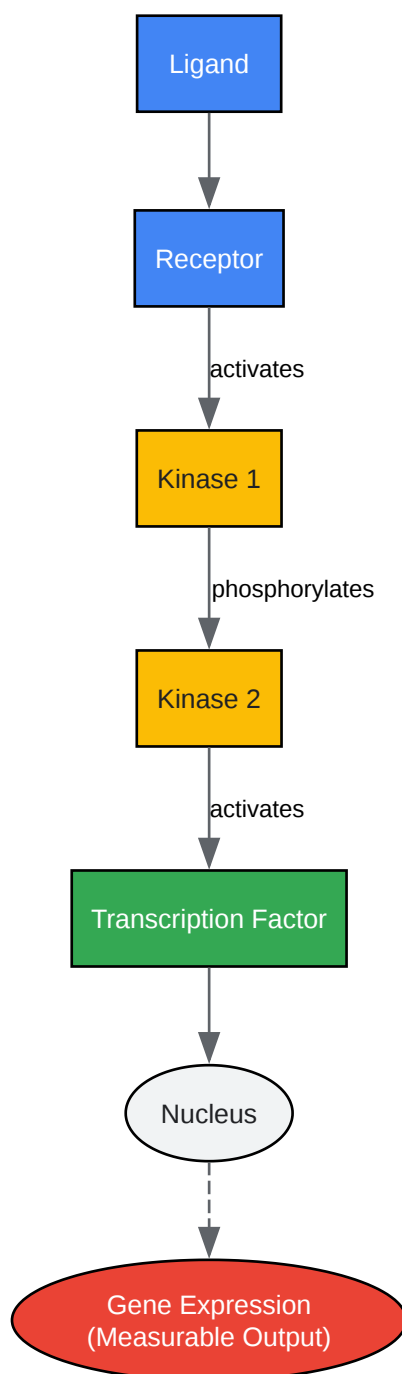 Ligand
Receptor
activates
Kinase 1
phosphorylates
Kinase 2
activates
Transcription Factor
Nucleus
Gene Expression
(Measurable Output)